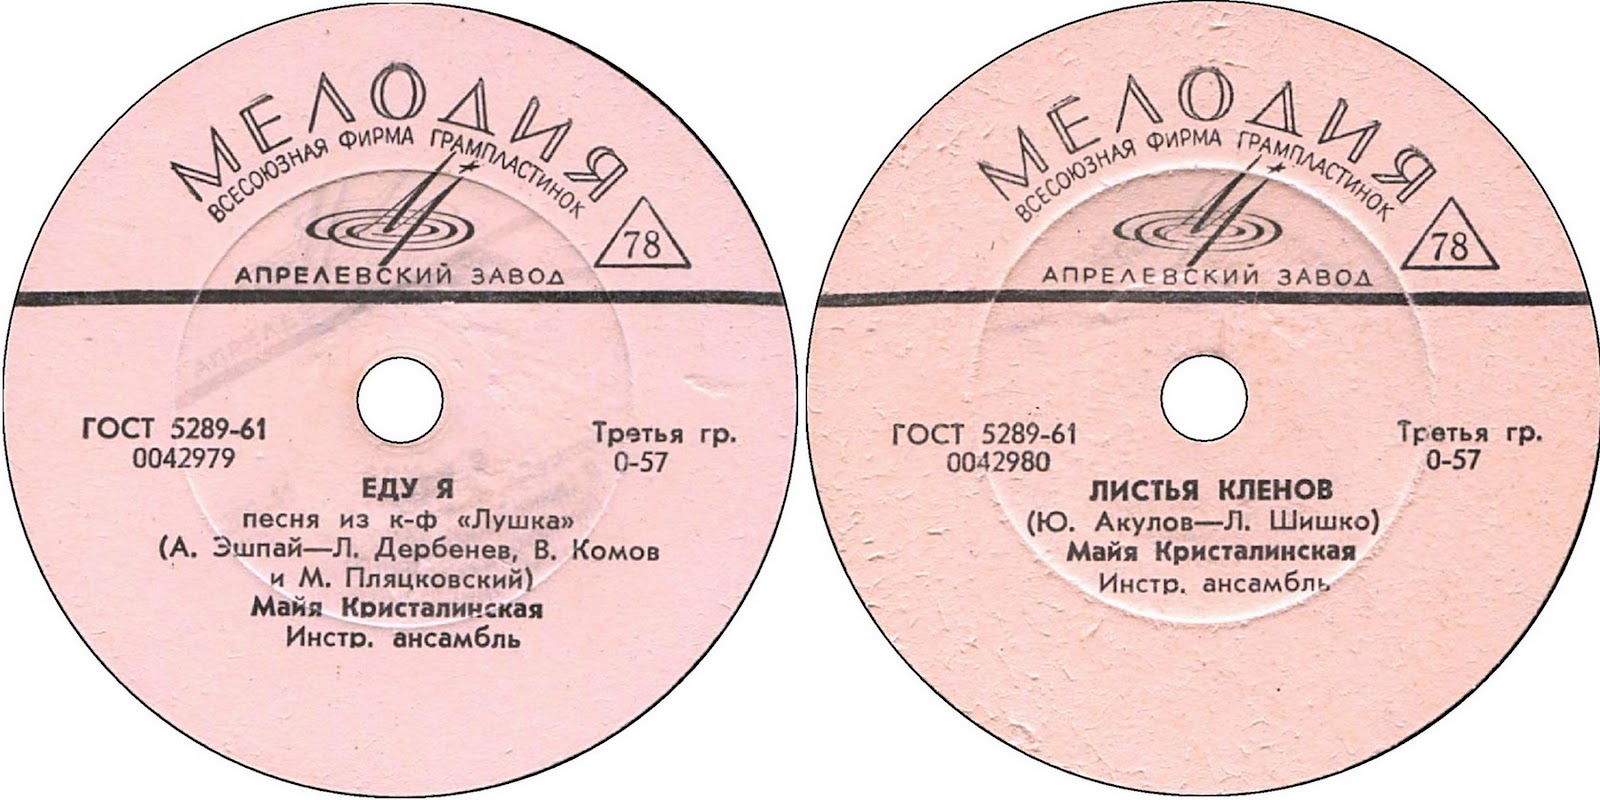 МЕЛОДИЯ
ВСЕСОЮЗНАЯ ФИРМА ГРАМПЛАСТИНОК
78
АПРЕЛЕВСКИЙ ЗАВОД
ГОСТ 5289-61
0042979
Третья гр.
0-57
ЕДУ Я
песня из к-ф «Лушка»
(А. Эшпай—Л. Дербенев, В. Комов
и М. Пляцковский)
Майя Кристалинская
Инстр. ансамбль
МЕЛОДИЯ
ВСЕСОЮЗНАЯ ФИРМА ГРАМПЛАСТИНОК
78
АПРЕЛЕВСКИЙ ЗАВОД
ГОСТ 5289-61
0042980
Третья гр.
0-57
ЛИСТЬЯ КЛЕНОВ
(Ю. Акулов—Л. Шишко)
Майя Кристалинская
Инстр. ансамбль